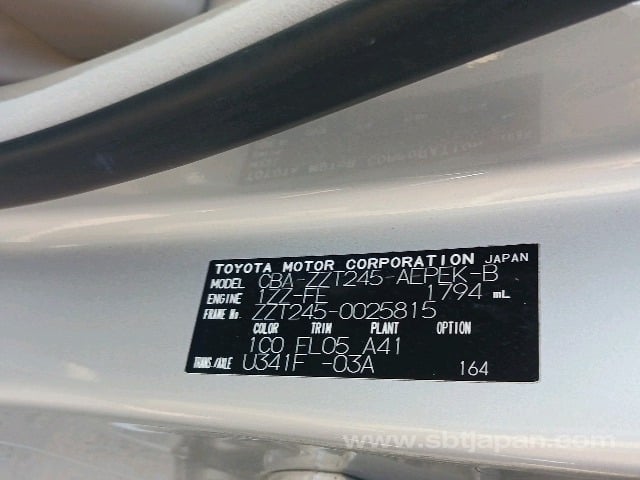 TOYOTA MOTOR CORPORATION JAPAN
MODEL CBA-ZZT245-AEPEK-B
ENGINE 1ZZ-FE 1794 mL
FRAME No. ZZT245-0025815
COLOR TRIM PLANT OPTION
1C0 FL05 A41
TRANS/AXLE U341F -03A 164
www.sbtjapan.com